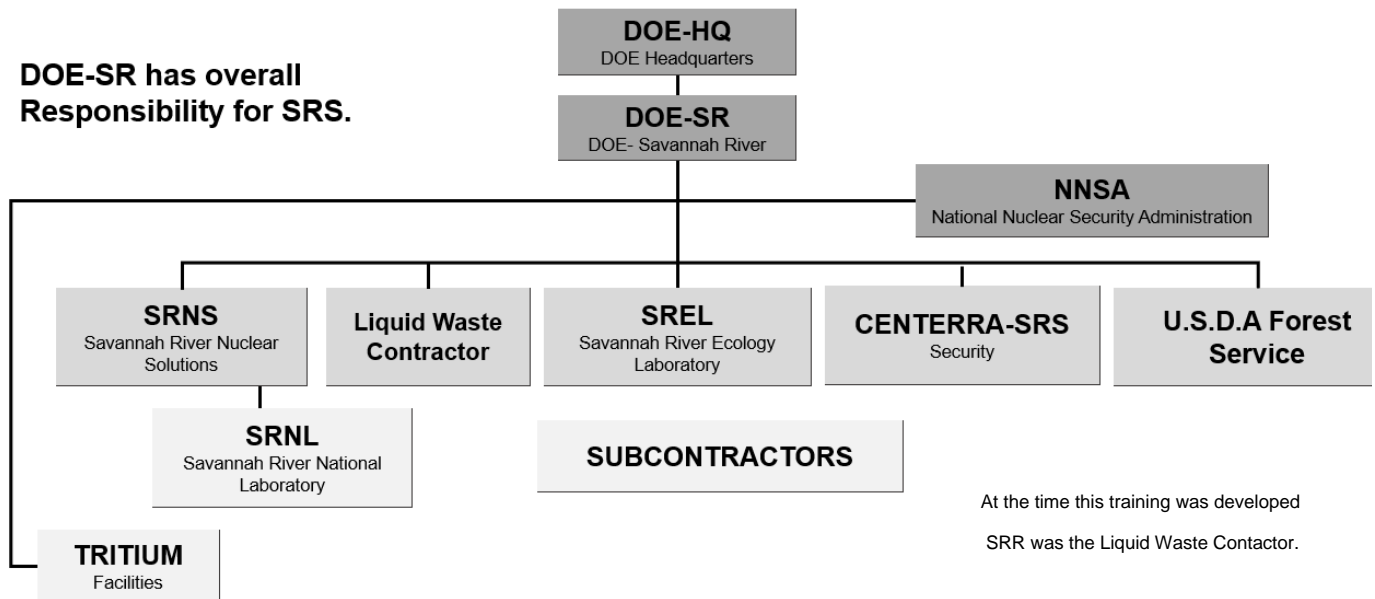 DOE-HQ
DOE Headquarters
DOE-SR has overall
Responsibility for SRS.
DOE-SR
DOE- Savannah River
NNSA
National Nuclear Security Administration
SRNS
Savannah River Nuclear
Solutions
Liquid Waste
Contractor
SREL
Savannah River Ecology
Laboratory
CENTERRA-SRS
Security
U.S.D.A Forest
Service
SRNL
Savannah River National
Laboratory
SUBCONTRACTORS
At the time this training was developed
SRR was the Liquid Waste Contactor.
TRITIUM
Facilities